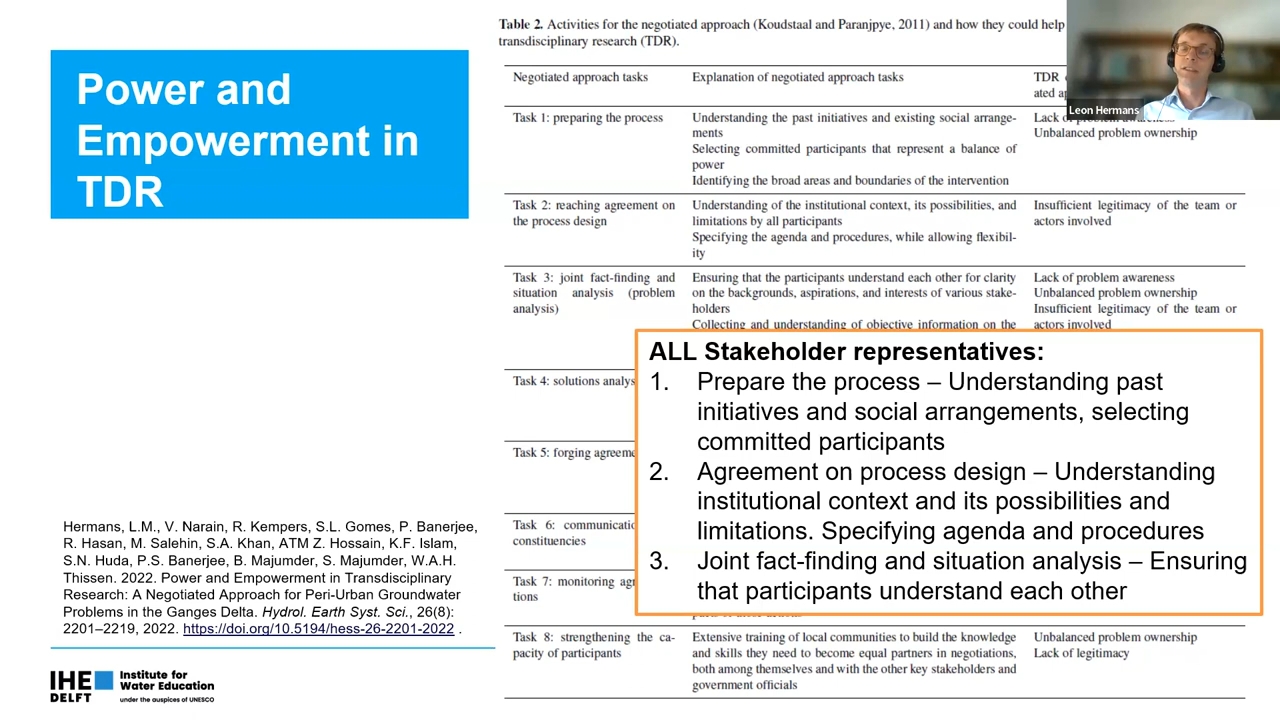 Power and
Empowerment in
TDR
Hermans, L.M., V. Narain, R. Kempers, S.L. Gomes, P. Banerjee,
R. Hasan, M. Salehin, S.A. Khan, ATM Z. Hossain, K.F. Islam,
S.N. Huda, P.S. Banerjee, B. Majumder, S. Majumder, W.A.H.
Thissen. 2022. Power and Empowerment in Transdisciplinary
Research: A Negotiated Approach for Peri-Urban Groundwater
Problems in the Ganges Delta. Hydrol. Earth Syst. Sci., 26(8):
2201–2219, 2022. https://doi.org/10.5194/hess-26-2201-2022 .
IHE
DELFT
Institute for
Water Education
under the auspices of UNESCO
Table 2. Activities for the negotiated approach (Koudstaal and Paranjpye, 2011) and how they could help
transdisciplinary research (TDR).
Negotiated approach tasks
Explanation of negotiated approach tasks
TDR
ated
Task 1: preparing the process
Understanding the past initiatives and existing social arrange-
ments
Selecting committed participants that represent a balance of
power
Identifying the broad areas and boundaries of the intervention
Lack of problem awareness
Unbalanced problem ownership
Task 2: reaching agreement on
the process design
Understanding of the institutional context, its possibilities, and
limitations by all participants
Specifying the agenda and procedures, while allowing flexibil-
ity
Insufficient legitimacy of the team or
actors involved
Task 3: joint fact-finding and
situation analysis (problem
analysis)
Ensuring that the participants understand each other for clarity
on the backgrounds, aspirations, and interests of various stake-
holders
Collecting and understanding of objective information on the
Lack of problem awareness
Unbalanced problem ownership
Insufficient legitimacy of the team or
actors involved
Task 4: solutions analys
Task 5: forging agreeme
Task 6: communicatio
constituencies
Task 7: monitoring agr
tions
Task 8: strengthening the ca-
pacity of participants
Extensive training of local communities to build the knowledge
and skills they need to become equal partners in negotiations,
both among themselves and with the other key stakeholders and
government officials
Unbalanced problem ownership
Lack of legitimacy
ALL Stakeholder representatives:
1. Prepare the process – Understanding past
initiatives and social arrangements, selecting
committed participants
2. Agreement on process design – Understanding
institutional context and its possibilities and
limitations. Specifying agenda and procedures
3. Joint fact-finding and situation analysis – Ensuring
that participants understand each other
Leon Hermans